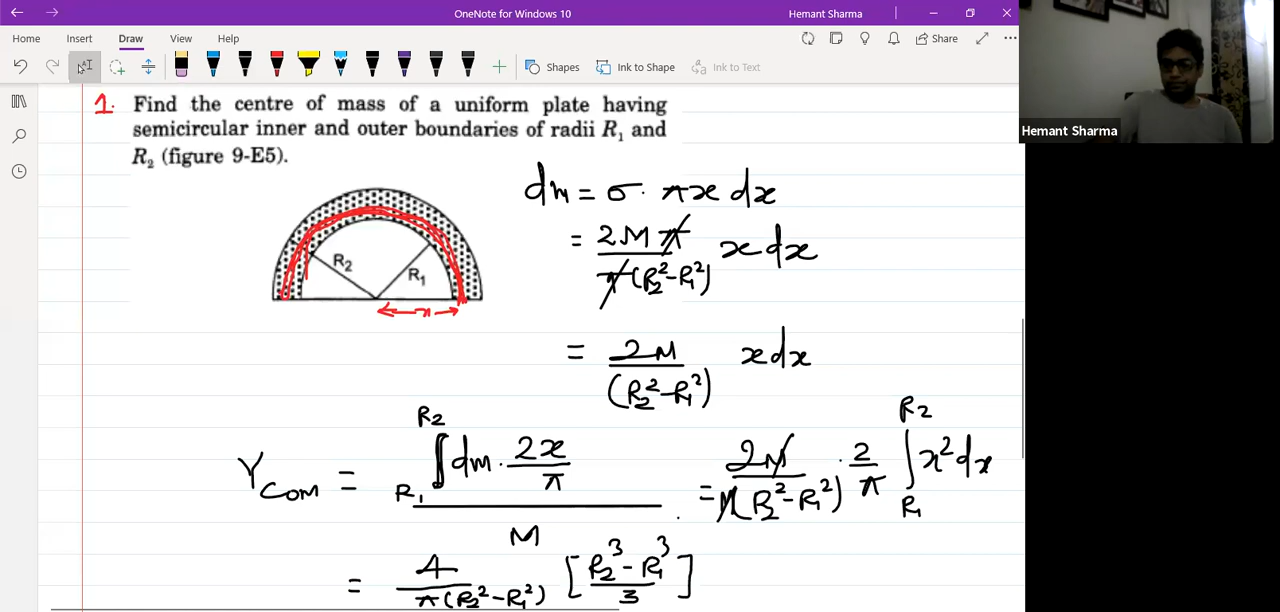 OneNote for Windows 10
Hemant Sharma
Home Insert Draw View Help
Share
Shapes Ink to Shape Ink to Text
Hemant Sharma
1. Find the centre of mass of a uniform plate having
semicircular inner and outer boundaries of radii R₁ and
R₂ (figure 9-E5).
R₂ R₁
x
dm = σ · πx dx
= 2Mπ / π(R₂²-R₁²) x dx
= 2M / (R₂²-R₁²) x dx
Y_COM = ∫_{R₁}^{R₂} dm · 2x/π / M = 2M / M(R₂²-R₁²) · 2/π ∫_{R₁}^{R₂} x² dx
= 4 / π(R₂²-R₁²) [R₂³-R₁³ / 3]